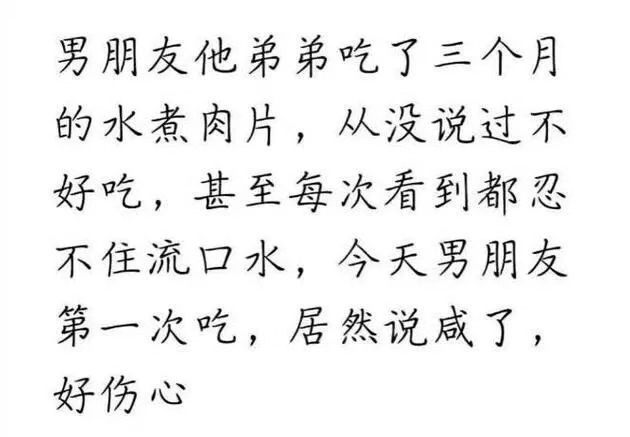 男朋友他弟弟吃了三个月
的水煮肉片，从没说过不
好吃，甚至每次看到都忍
不住流口水，今天男朋友
第一次吃，居然说咸了，
好伤心